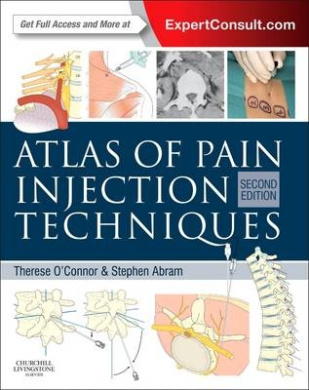 Get Full Access and More at
ExpertConsult.com
ATLAS OF PAIN
INJECTION
SECOND
EDITION
TECHNIQUES
Therese O'Connor & Stephen Abram
CHURCHILL
LIVINGSTONE
ELSEVIER